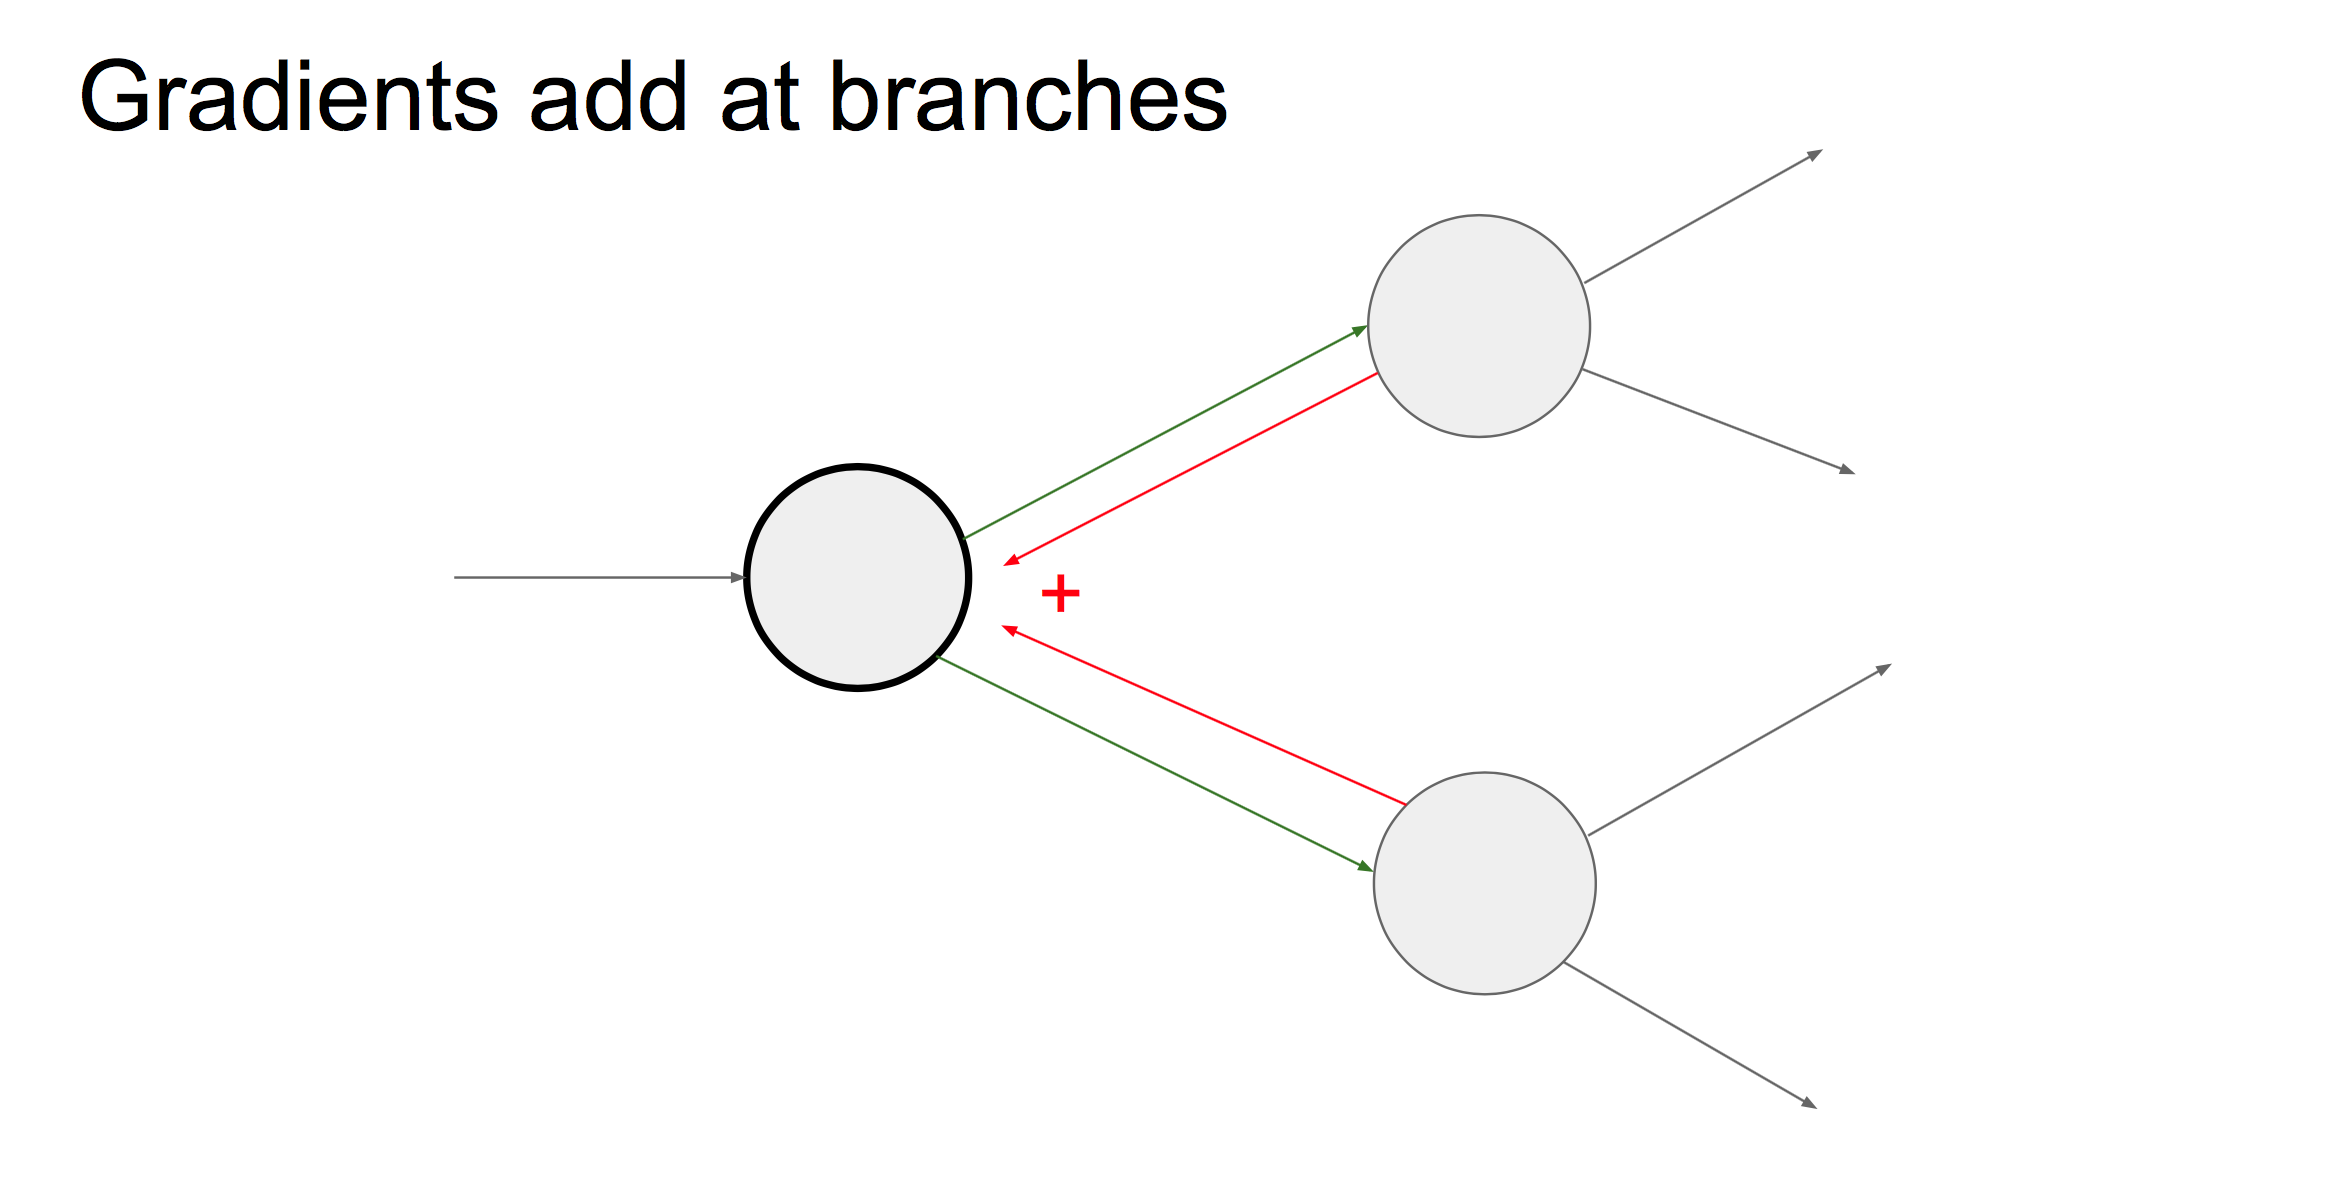 Gradients add at branches
+